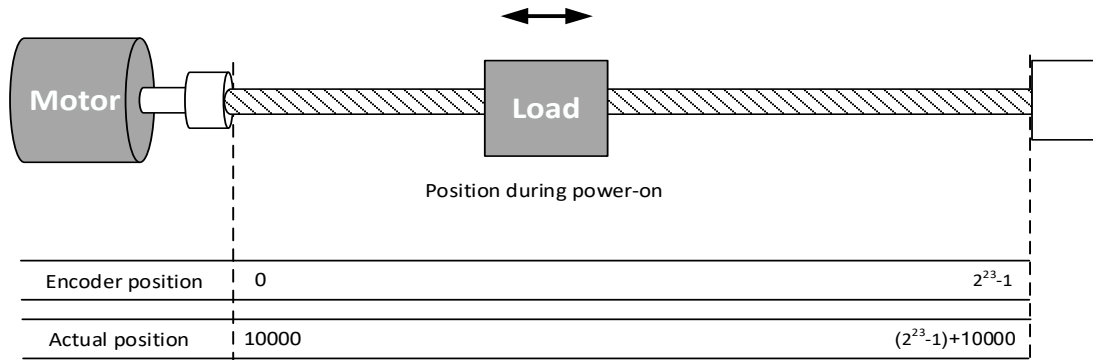 Motor
Load
Position during power-on
Encoder position 0 2²³-1
Actual position 10000 (2²³-1)+10000